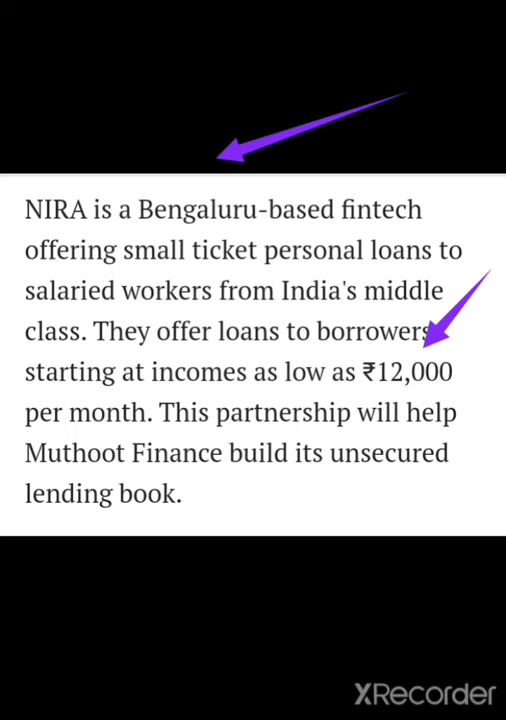 NIRA is a Bengaluru-based fintech
offering small ticket personal loans to
salaried workers from India's middle
class. They offer loans to borrowers
starting at incomes as low as ₹12,000
per month. This partnership will help
Muthoot Finance build its unsecured
lending book.
XRecorder